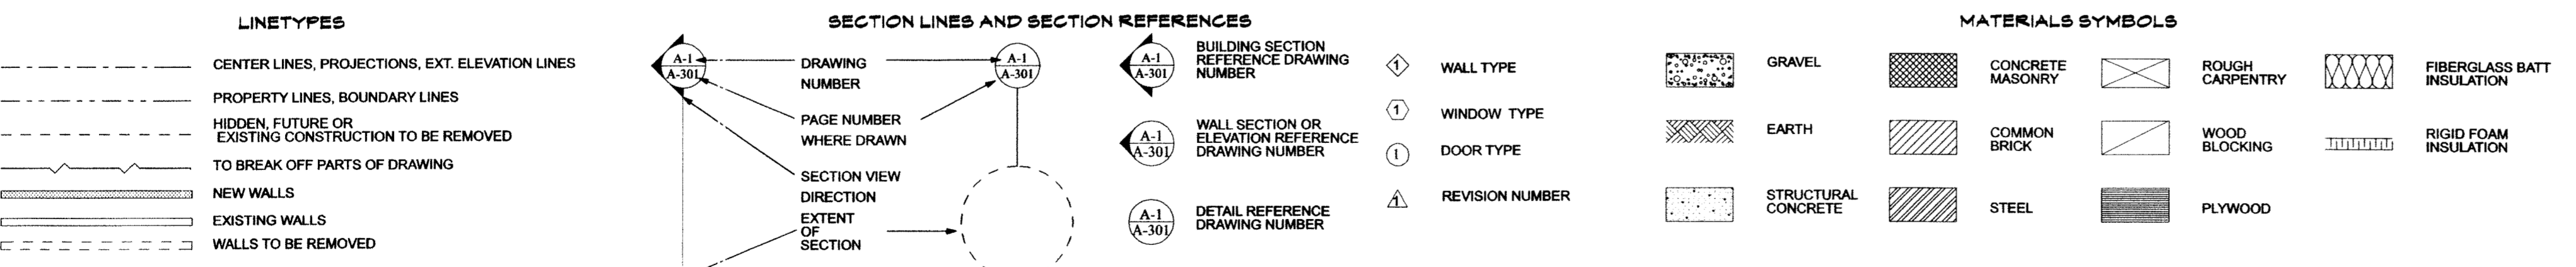 LINETYPES
CENTER LINES, PROJECTIONS, EXT. ELEVATION LINES
PROPERTY LINES, BOUNDARY LINES
HIDDEN, FUTURE OR
EXISTING CONSTRUCTION TO BE REMOVED
TO BREAK OFF PARTS OF DRAWING
NEW WALLS
EXISTING WALLS
WALLS TO BE REMOVED
SECTION LINES AND SECTION REFERENCES
A-1
A-301
DRAWING
NUMBER
PAGE NUMBER
WHERE DRAWN
SECTION VIEW
DIRECTION
EXTENT
OF
SECTION
A-1
A-301
A-1
A-301
BUILDING SECTION
REFERENCE DRAWING
NUMBER
A-1
A-301
WALL SECTION OR
ELEVATION REFERENCE
DRAWING NUMBER
A-1
A-301
DETAIL REFERENCE
DRAWING NUMBER
1
WALL TYPE
1
WINDOW TYPE
1
DOOR TYPE
1
REVISION NUMBER
MATERIALS SYMBOLS
GRAVEL
EARTH
STRUCTURAL
CONCRETE
CONCRETE
MASONRY
COMMON
BRICK
STEEL
ROUGH
CARPENTRY
WOOD
BLOCKING
PLYWOOD
FIBERGLASS BATT
INSULATION
RIGID FOAM
INSULATION